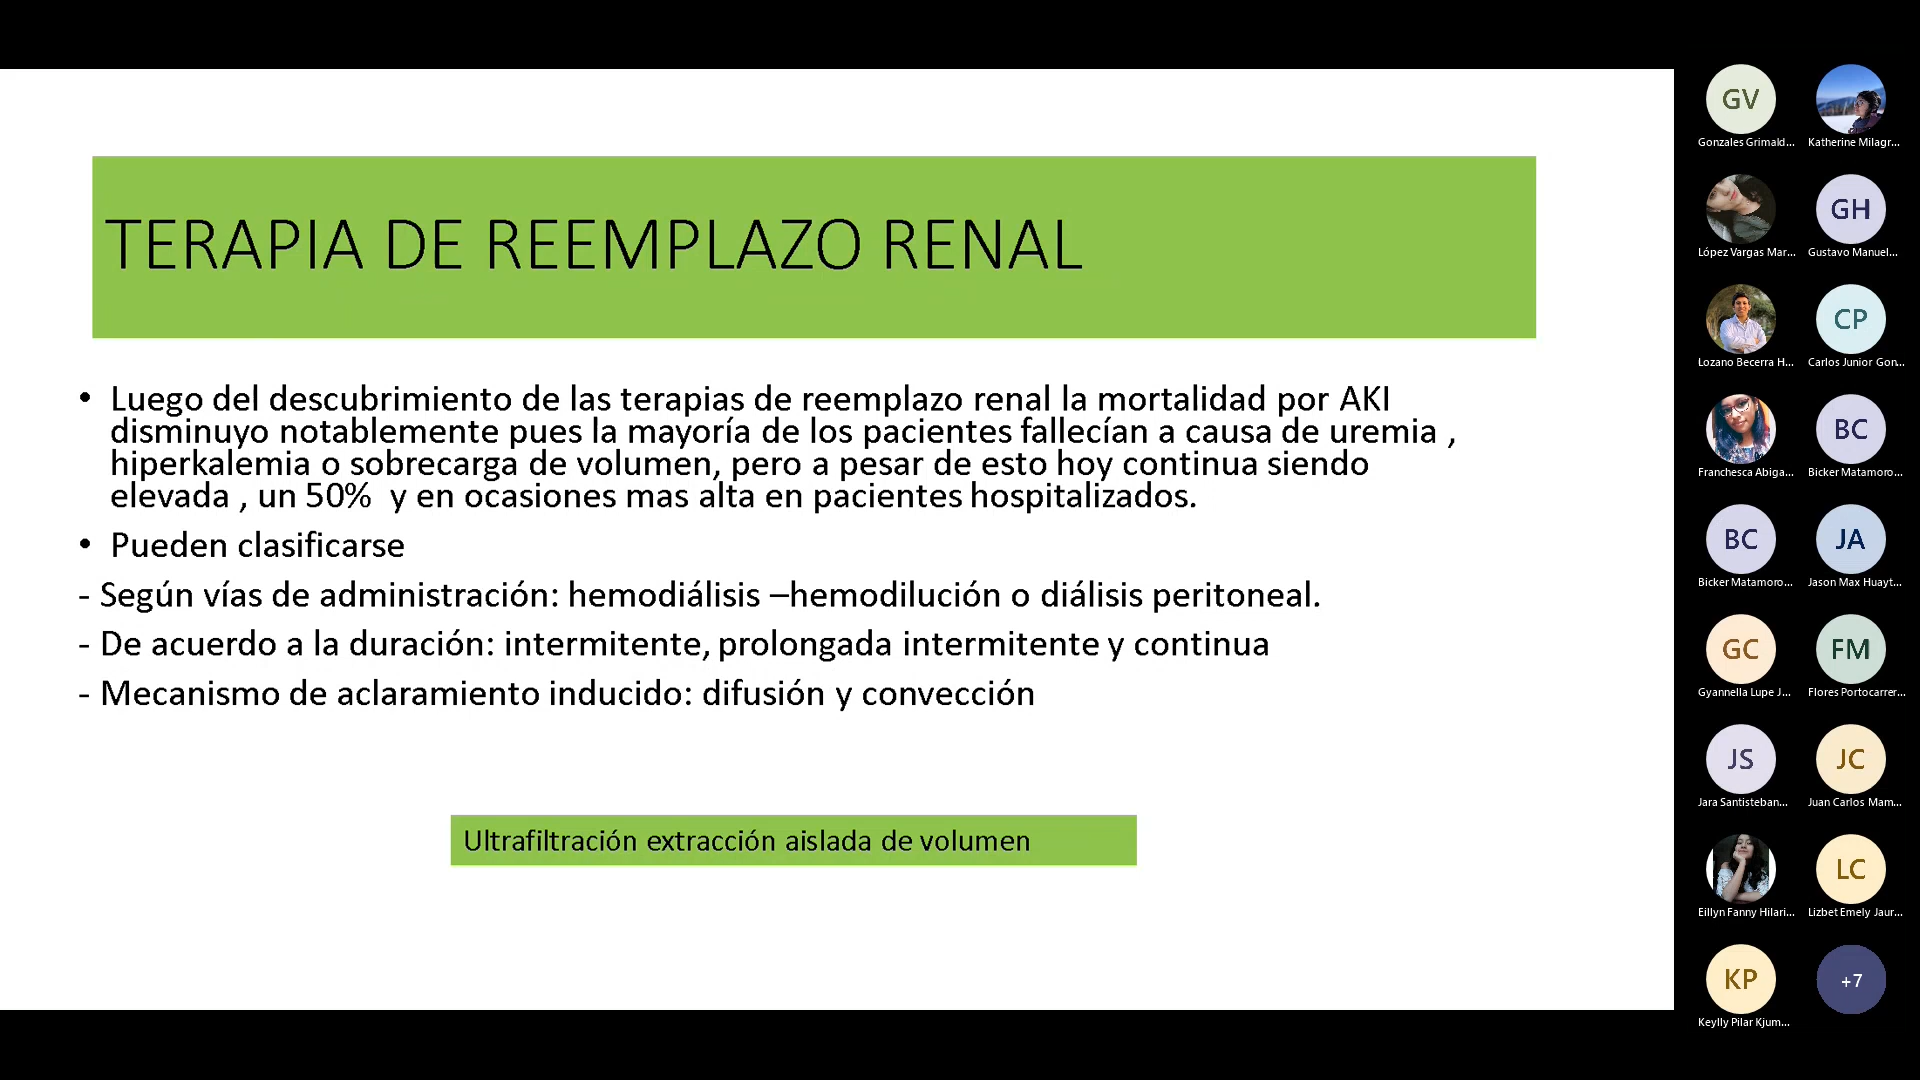 TERAPIA DE REEMPLAZO RENAL
• Luego del descubrimiento de las terapias de reemplazo renal la mortalidad por AKI
disminuyo notablemente pues la mayoría de los pacientes fallecían a causa de uremia ,
hiperkalemia o sobrecarga de volumen, pero a pesar de esto hoy continua siendo
elevada , un 50%  y en ocasiones mas alta en pacientes hospitalizados.
• Pueden clasificarse
- Según vías de administración: hemodiálisis –hemodilución o diálisis peritoneal.
- De acuerdo a la duración: intermitente, prolongada intermitente y continua
- Mecanismo de aclaramiento inducido: difusión y convección
Ultrafiltración extracción aislada de volumen
GV
Gonzales Grimald...
Katherine Milagr...
López Vargas Mar...
GH
Gustavo Manuel...
Lozano Becerra H...
CP
Carlos Junior Gon...
Franchesca Abiga...
BC
Bicker Matamoro...
BC
Bicker Matamoro...
JA
Jason Max Huayt...
GC
Gyannella Lupe J...
FM
Flores Portocarrer...
JS
Jara Santisteban...
JC
Juan Carlos Mam...
Eillyn Fanny Hilari...
LC
Lizbet Emely Jaur...
KP
Keylly Pilar Kjum...
+7